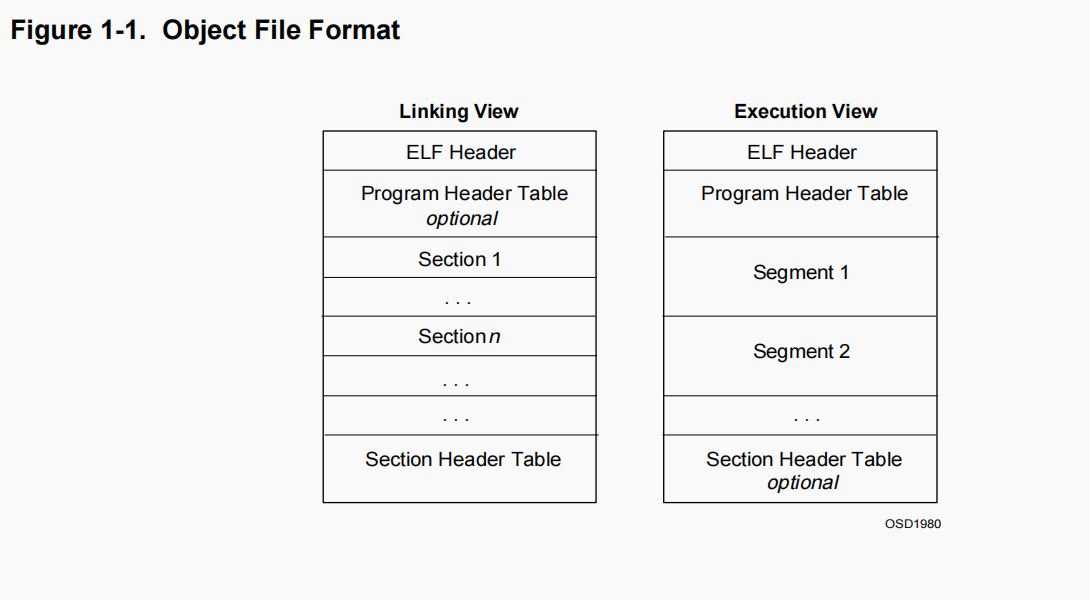 Figure 1-1. Object File Format
Linking View
ELF Header
Program Header Table
optional
Section 1
. . .
Section n
. . .
. . .
Section Header Table
Execution View
ELF Header
Program Header Table
Segment 1
Segment 2
. . .
Section Header Table
optional
OSD1980